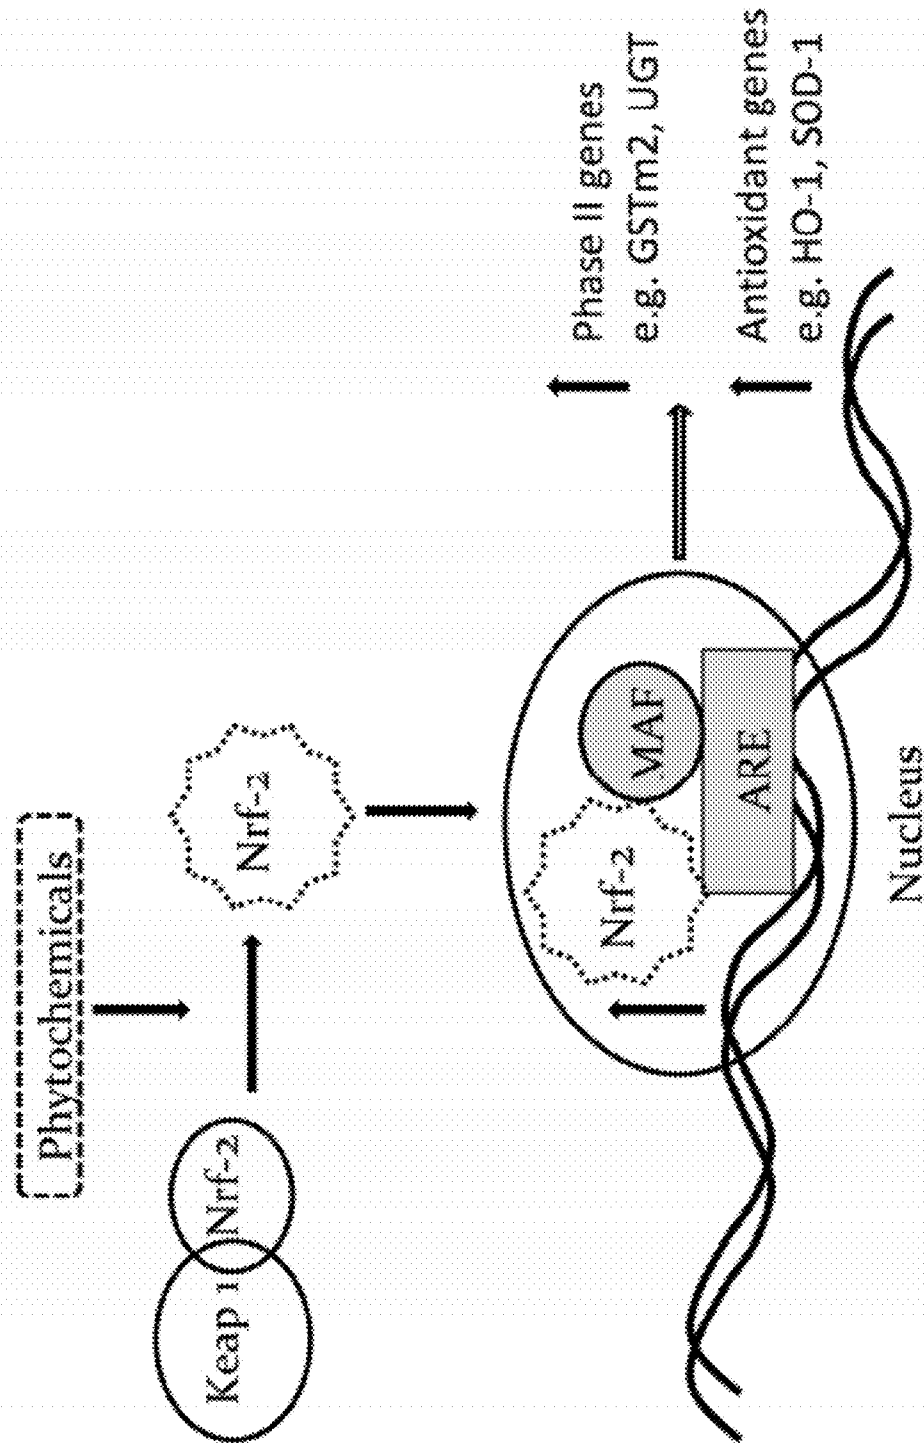 Phytochemicals
Keap 1
Nrf-2
Nrf-2
Nrf-2
MAF
ARE
Nucleus
Phase II genes
e.g. GSTm2, UGT
Antioxidant genes
e.g. HO-1, SOD-1